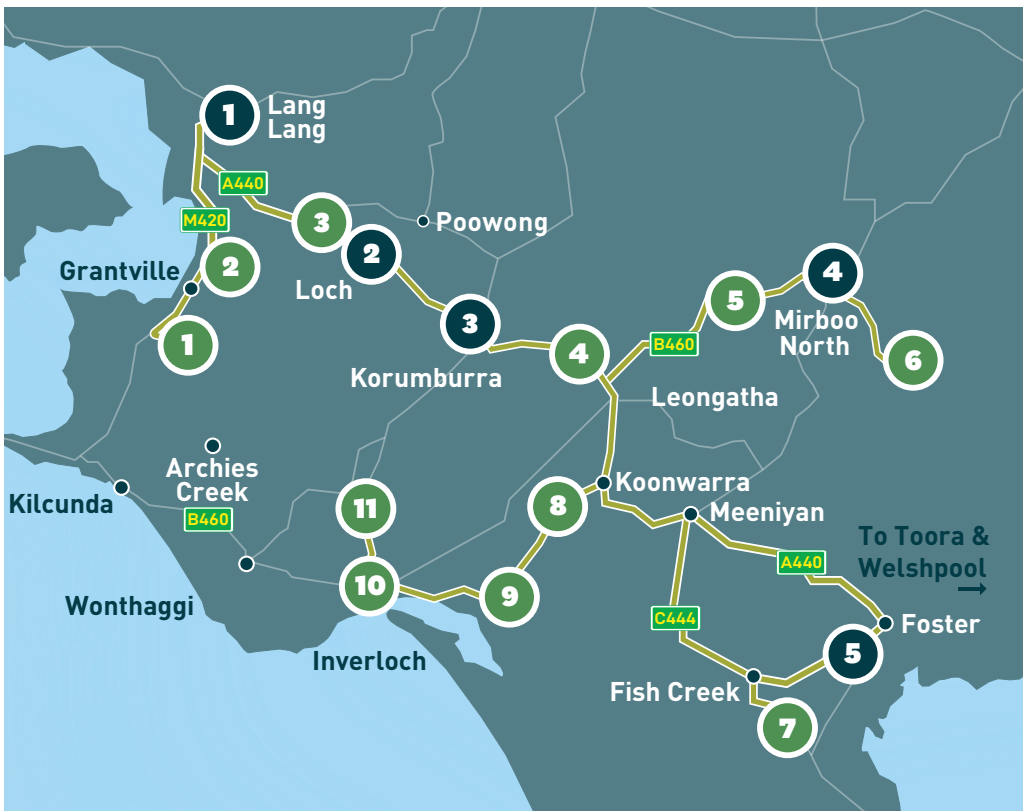 1
Lang
Lang
A440
M420
3
Poowong
2
2
Grantville
Loch
4
5
3
1
4
B460
Mirboo
North
6
Korumburra
Leongatha
Archies
Creek
Koonwarra
Kilcunda
11
8
Meeniyan
B460
To Toora &
Welshpool
A440
10
9
Wonthaggi
C444
Foster
Inverloch
5
Fish Creek
7